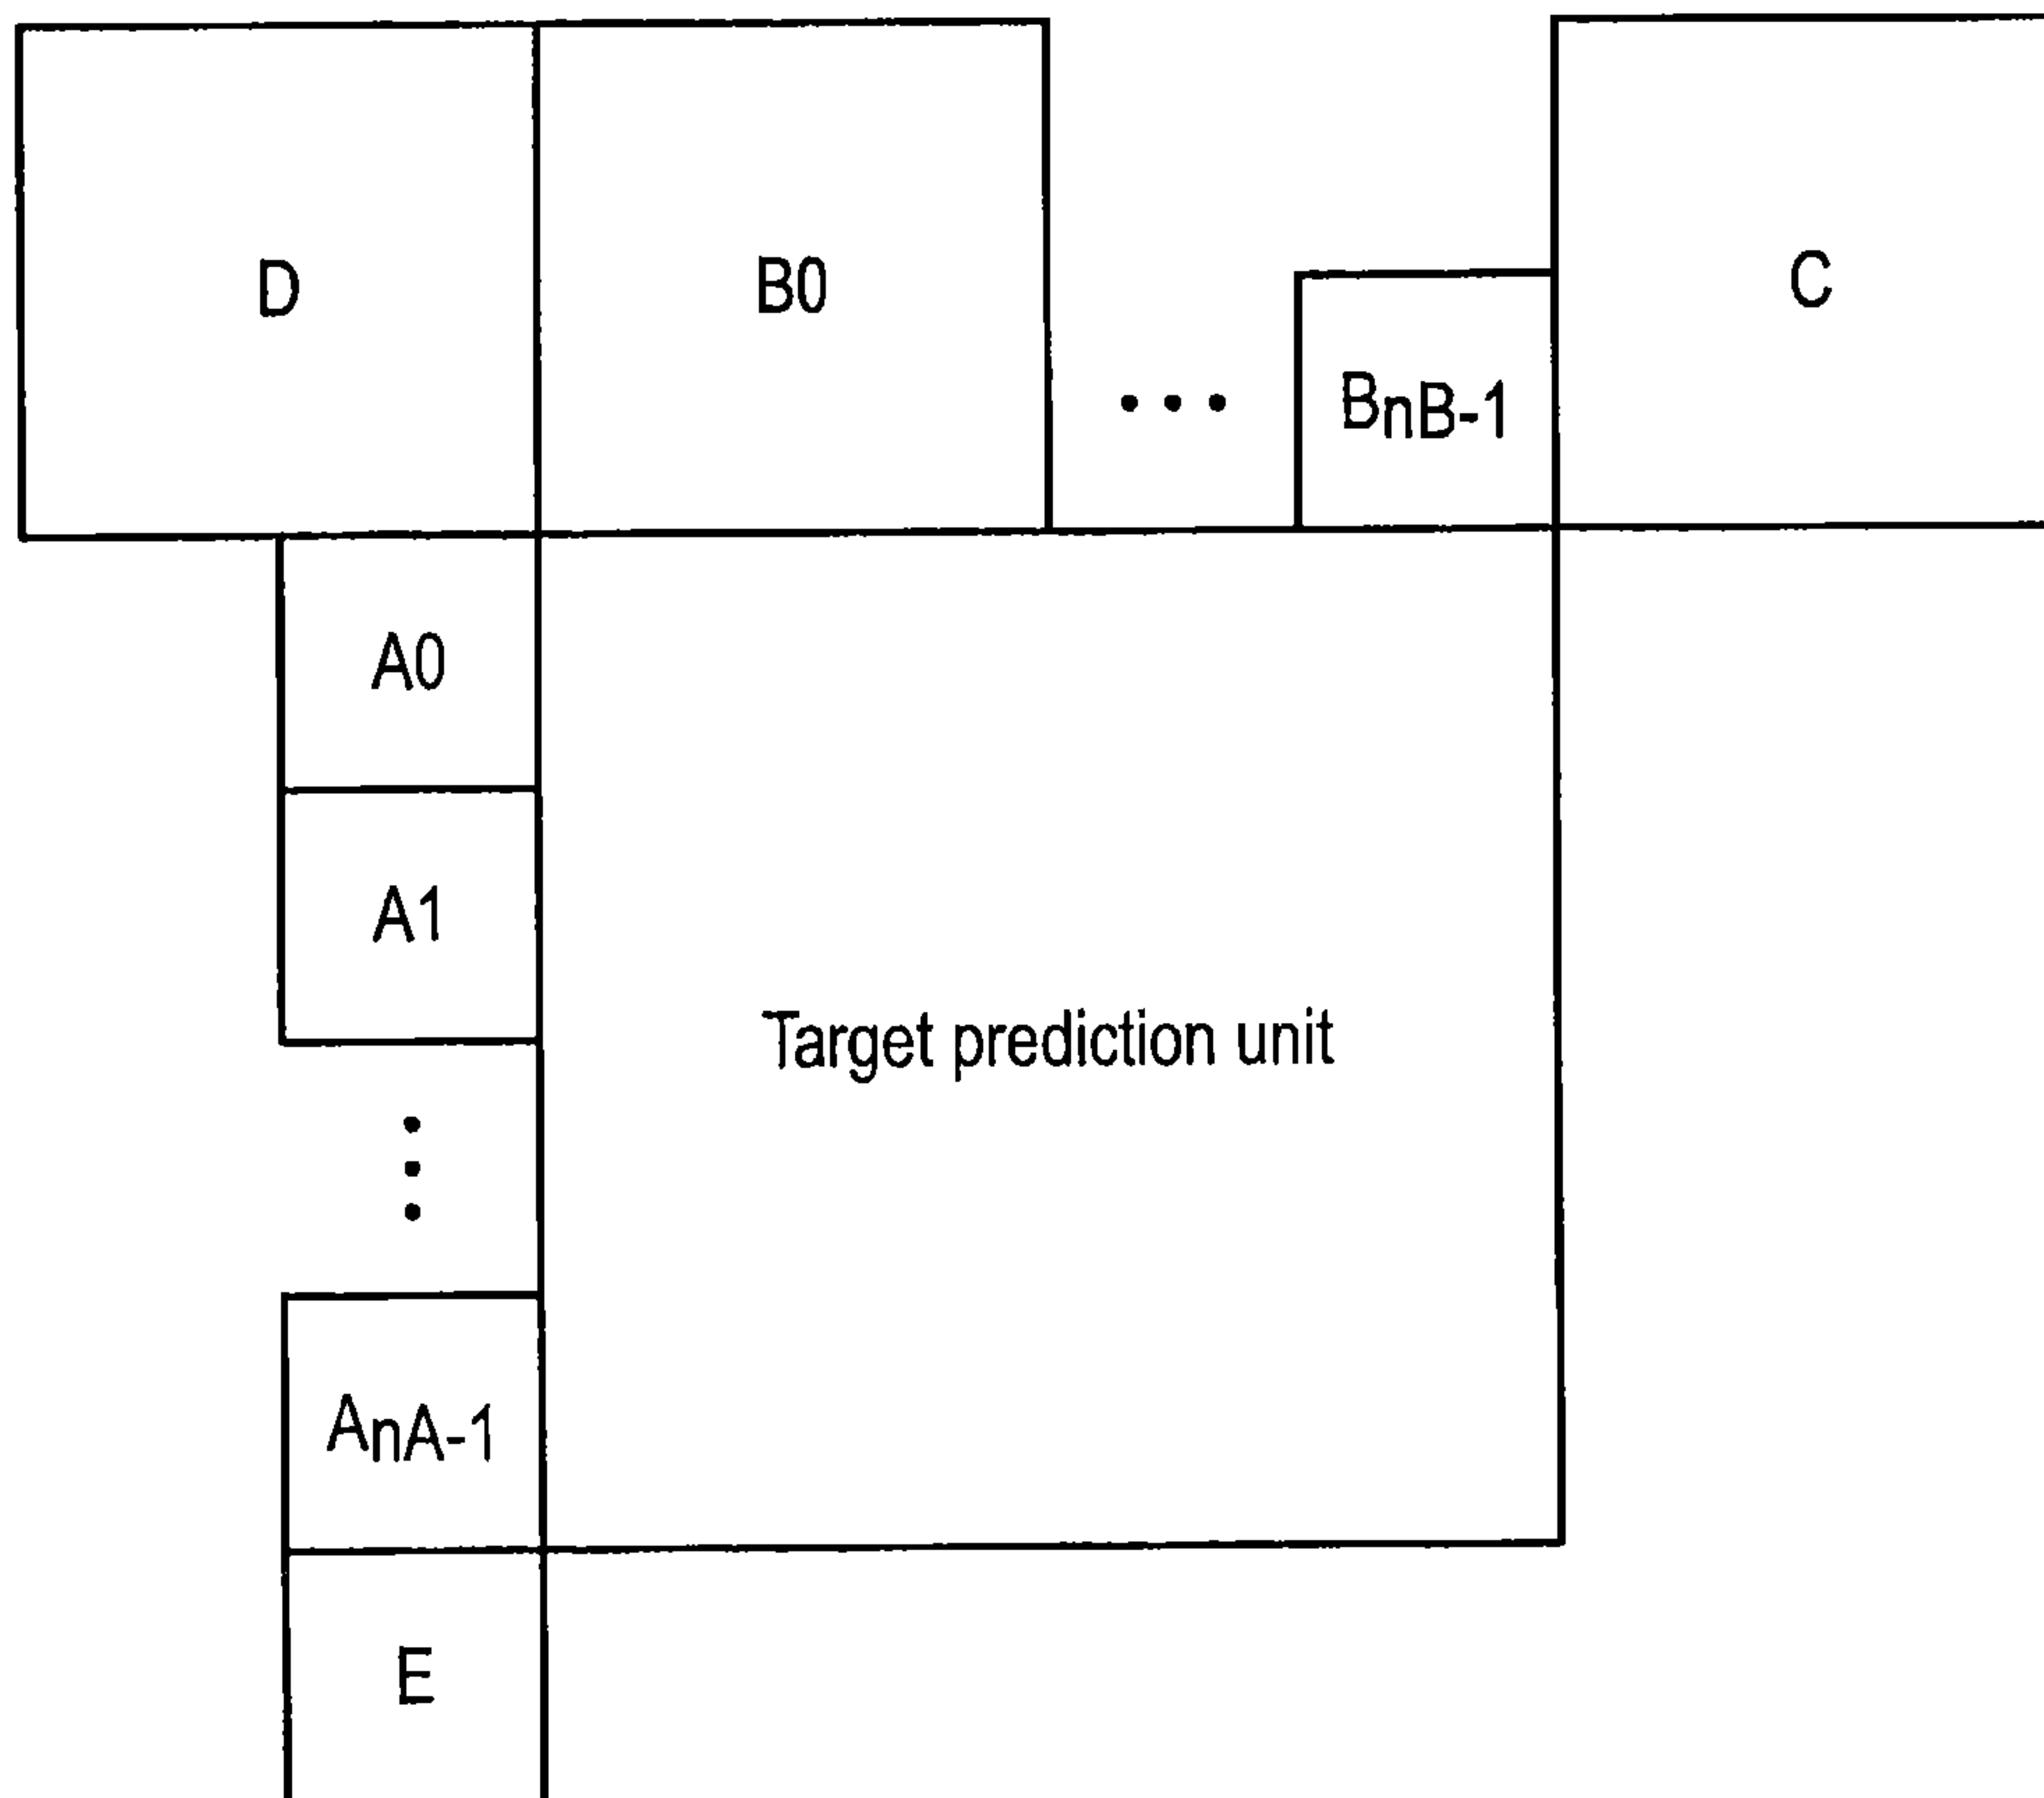 D
B0
BnB-1
C
A0
A1
Target prediction unit
AnA-1
E